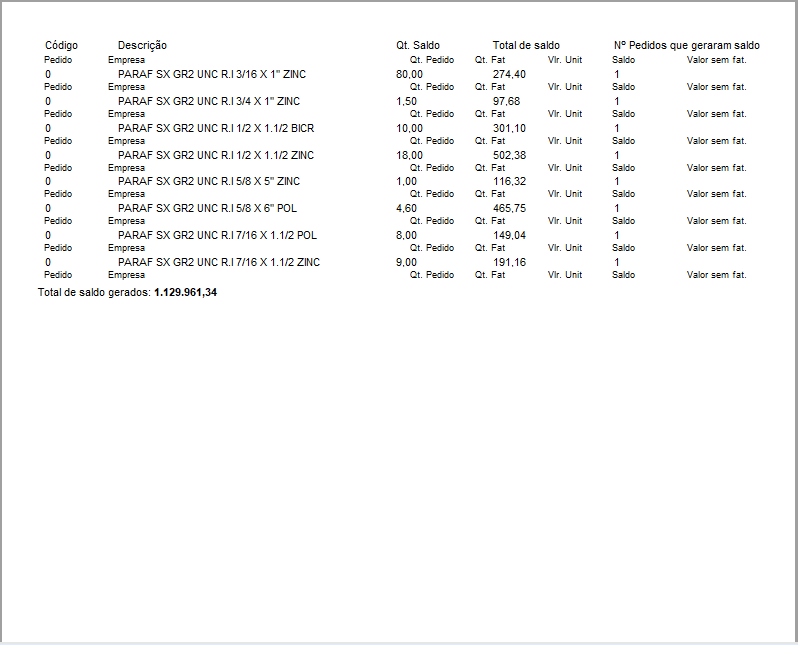 Código Descrição Qt. Saldo Total de saldo Nº Pedidos que geraram saldo
Pedido Empresa Qt. Pedido Qt. Fat Vlr. Unit Saldo Valor sem fat.
0 PARAF SX GR2 UNC R.I 3/16 X 1" ZINC 80,00 274,40 1
Pedido Empresa Qt. Pedido Qt. Fat Vlr. Unit Saldo Valor sem fat.
0 PARAF SX GR2 UNC R.I 3/4 X 1" ZINC 1,50 97,68 1
Pedido Empresa Qt. Pedido Qt. Fat Vlr. Unit Saldo Valor sem fat.
0 PARAF SX GR2 UNC R.I 1/2 X 1.1/2 BICR 10,00 301,10 1
Pedido Empresa Qt. Pedido Qt. Fat Vlr. Unit Saldo Valor sem fat.
0 PARAF SX GR2 UNC R.I 1/2 X 1.1/2 ZINC 18,00 502,38 1
Pedido Empresa Qt. Pedido Qt. Fat Vlr. Unit Saldo Valor sem fat.
0 PARAF SX GR2 UNC R.I 5/8 X 5" ZINC 1,00 116,32 1
Pedido Empresa Qt. Pedido Qt. Fat Vlr. Unit Saldo Valor sem fat.
0 PARAF SX GR2 UNC R.I 5/8 X 6" POL 4,60 465,75 1
Pedido Empresa Qt. Pedido Qt. Fat Vlr. Unit Saldo Valor sem fat.
0 PARAF SX GR2 UNC R.I 7/16 X 1.1/2 POL 8,00 149,04 1
Pedido Empresa Qt. Pedido Qt. Fat Vlr. Unit Saldo Valor sem fat.
0 PARAF SX GR2 UNC R.I 7/16 X 1.1/2 ZINC 9,00 191,16 1
Pedido Empresa Qt. Pedido Qt. Fat Vlr. Unit Saldo Valor sem fat.
Total de saldo gerados: 1.129.961,34